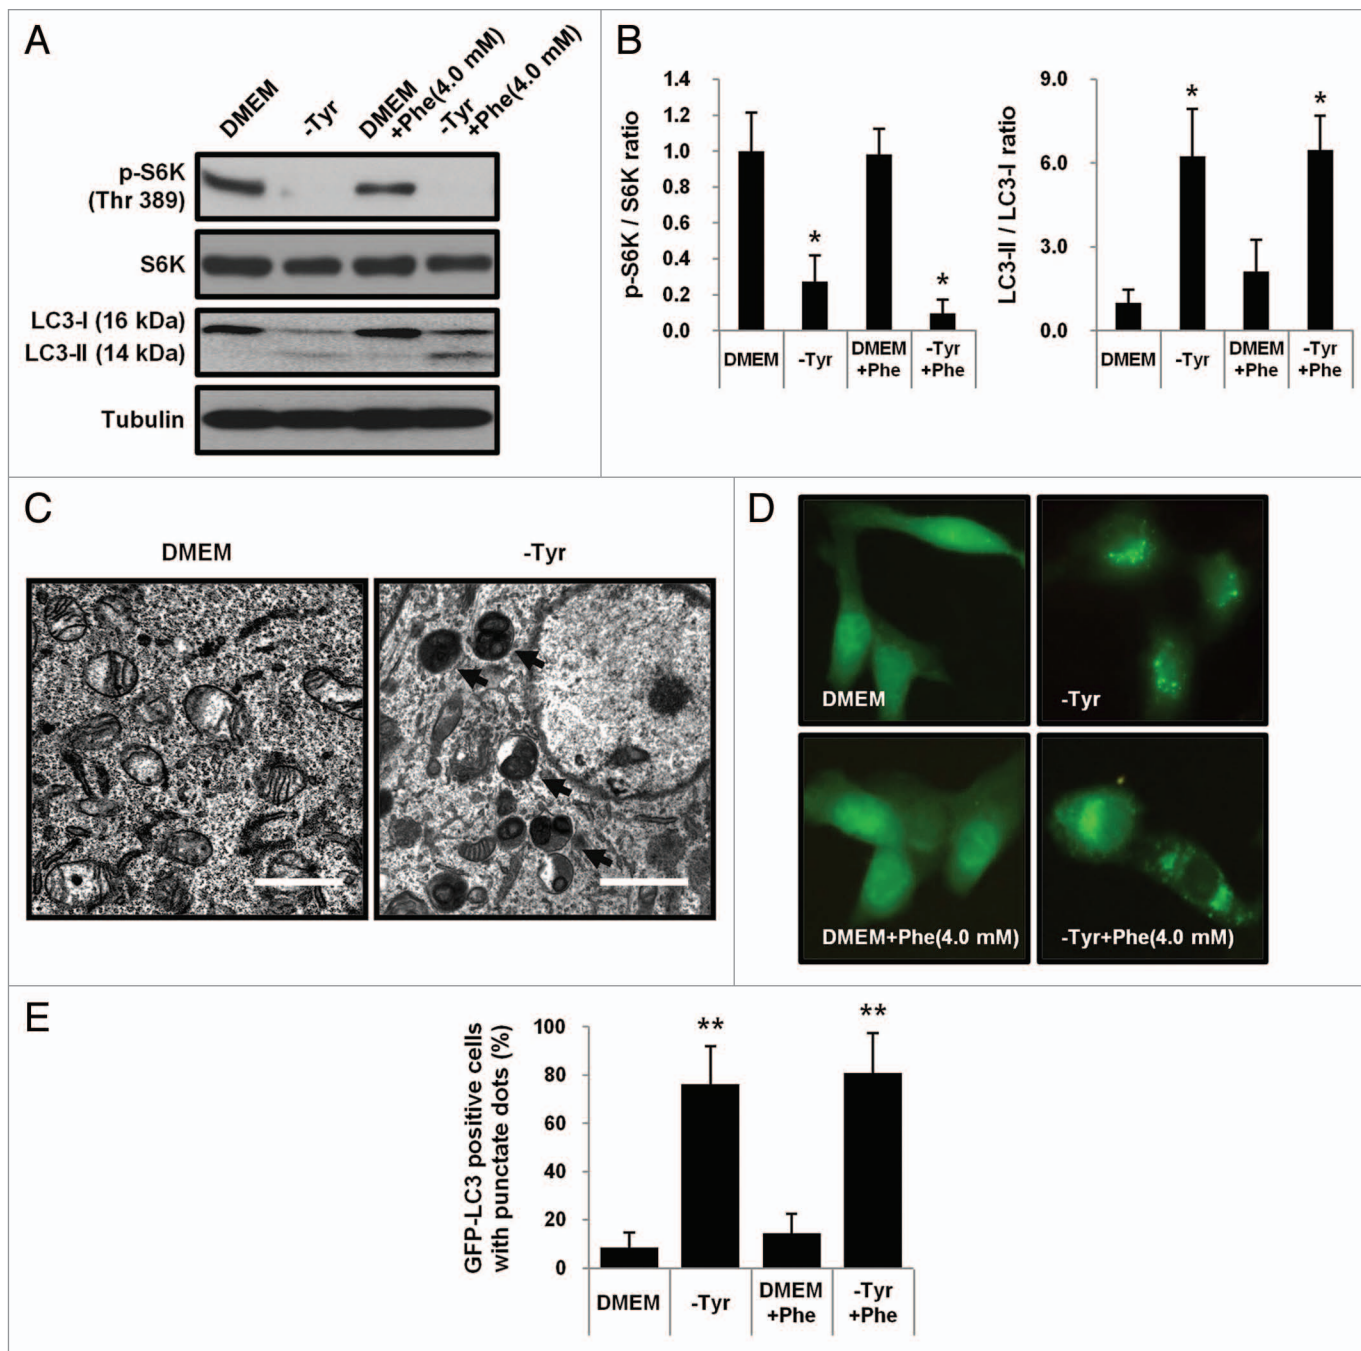 A
DMEM
-Tyr
DMEM
+Phe(4.0 mM)
-Tyr
+Phe(4.0 mM)
p-S6K
(Thr 389)
S6K
LC3-I (16 kDa)
LC3-II (14 kDa)
Tubulin
B
p-S6K / S6K ratio
1.4
1.2
1.0
0.8
0.6
0.4
0.2
0.0
*
*
DMEM
-Tyr
DMEM
+Phe
-Tyr
+Phe
LC3-II / LC3-I ratio
9.0
6.0
3.0
0.0
*
*
DMEM
-Tyr
DMEM
+Phe
-Tyr
+Phe
C
DMEM
-Tyr
D
DMEM
-Tyr
DMEM+Phe(4.0 mM)
-Tyr+Phe(4.0 mM)
E
GFP-LC3 positive cells
with punctate dots (%)
100
80
60
40
20
0
**
**
DMEM
-Tyr
DMEM
+Phe
-Tyr
+Phe